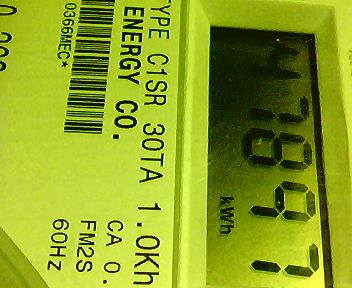 47897
kWh
TYPE C1SR 30TA 1.0Kh
ENERGY CO.
CA 0.
FM2S
60Hz
0366MEC*